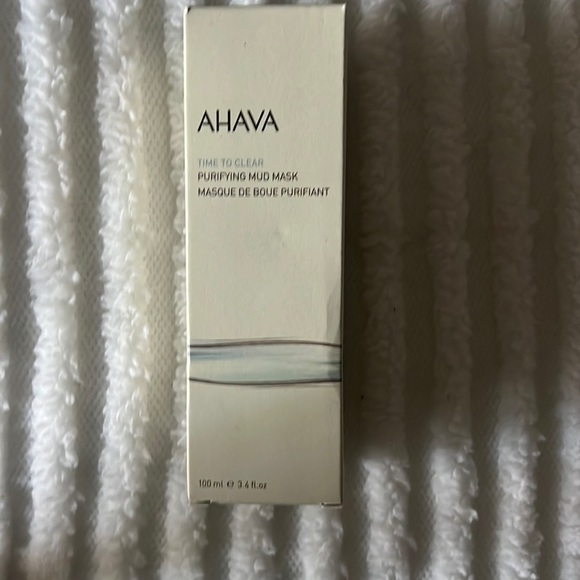 AHAVA
TIME TO CLEAR
PURIFYING MUD MASK
MASQUE DE BOUE PURIFIANT
100 ml ℮ 3.4 fl.oz